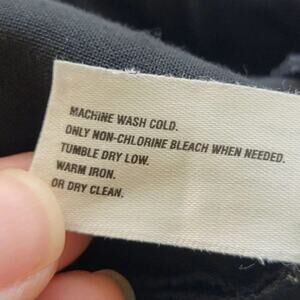 MACHINE WASH COLD.
ONLY NON-CHLORINE BLEACH WHEN NEEDED.
TUMBLE DRY LOW.
WARM IRON.
OR DRY CLEAN.